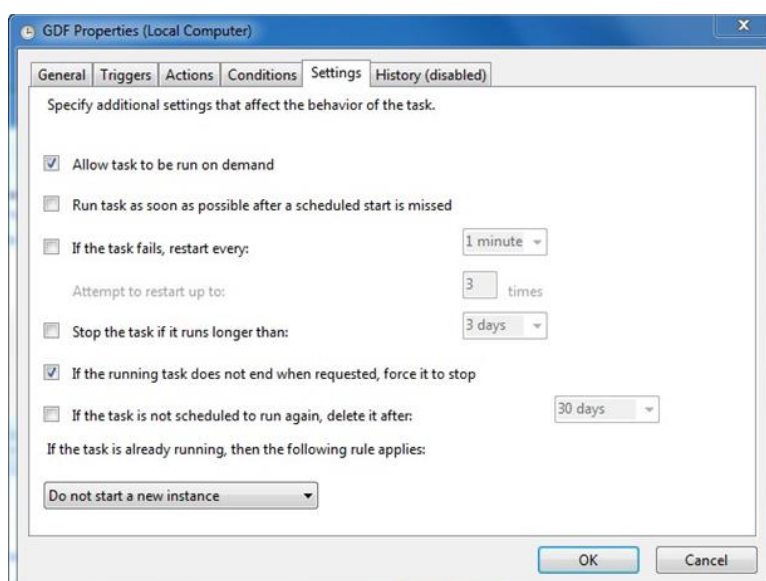 GDF Properties (Local Computer)
General Triggers Actions Conditions Settings History (disabled)
Specify additional settings that affect the behavior of the task.
Allow task to be run on demand
Run task as soon as possible after a scheduled start is missed
If the task fails, restart every: 1 minute
Attempt to restart up to: 3 times
Stop the task if it runs longer than: 3 days
If the running task does not end when requested, force it to stop
If the task is not scheduled to run again, delete it after: 30 days
If the task is already running, then the following rule applies:
Do not start a new instance
OK Cancel